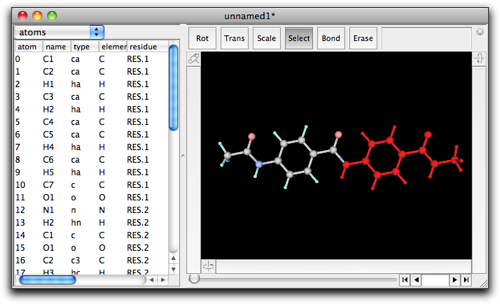 unnamed1*
atoms
Rot Trans Scale Select Bond Erase
atom name type elemen residue
0 C1 ca C RES.1
1 C2 ca C RES.1
2 H1 ha H RES.1
3 C3 ca C RES.1
4 H2 ha H RES.1
5 C4 ca C RES.1
6 C5 ca C RES.1
7 H4 ha H RES.1
8 C6 ca C RES.1
9 H5 ha H RES.1
10 C7 c C RES.1
11 O1 o O RES.1
12 N1 n N RES.2
13 H2 hn H RES.2
14 C1 c C RES.2
15 O1 o O RES.2
16 C2 c3 C RES.2
17 H3 hc H RES.2